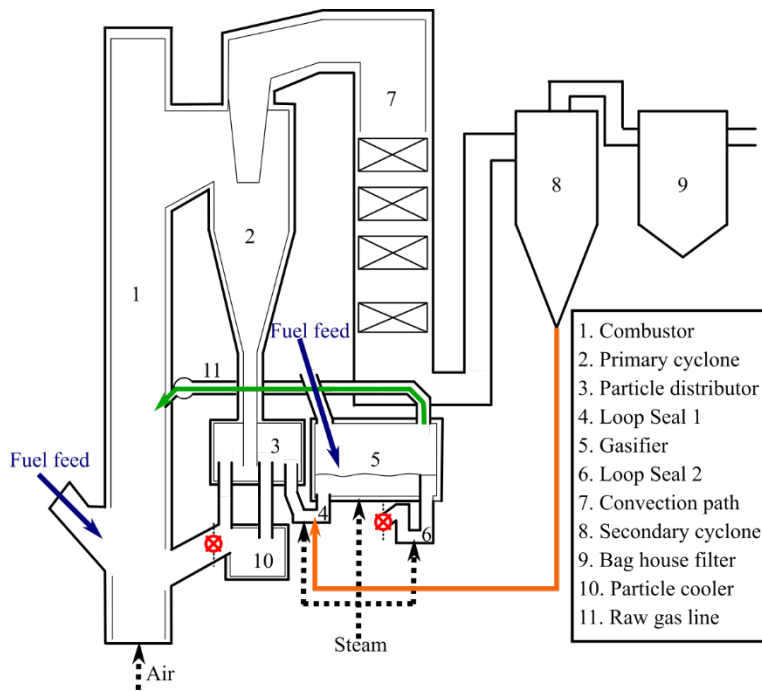 7
8
9
2
1
Fuel feed
11
3
5
Fuel feed
4
6
10
Steam
Air
1. Combustor
2. Primary cyclone
3. Particle distributor
4. Loop Seal 1
5. Gasifier
6. Loop Seal 2
7. Convection path
8. Secondary cyclone
9. Bag house filter
10. Particle cooler
11. Raw gas line